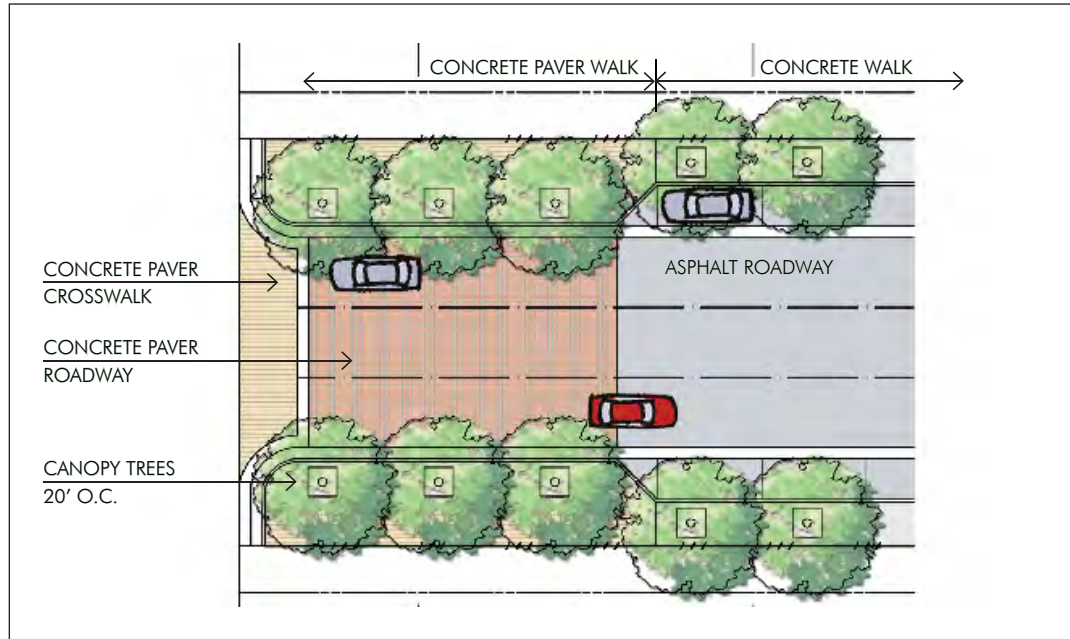 CONCRETE PAVER WALK
CONCRETE WALK
ASPHALT ROADWAY
CONCRETE PAVER
CROSSWALK
CONCRETE PAVER
ROADWAY
CANOPY TREES
20' O.C.